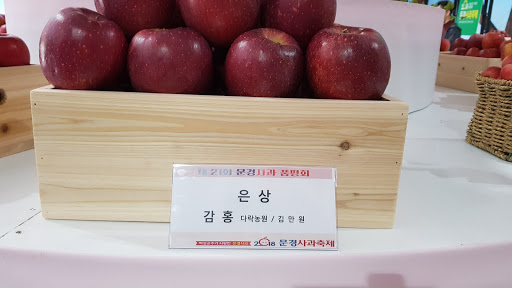 제 21회 문경사과 품평회
은 상
감 홍 다락농원 / 김 만 원
2018 문경사과축제